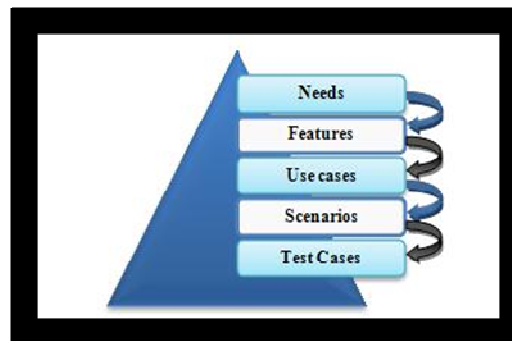 Needs
Features
Use cases
Scenarios
Test Cases